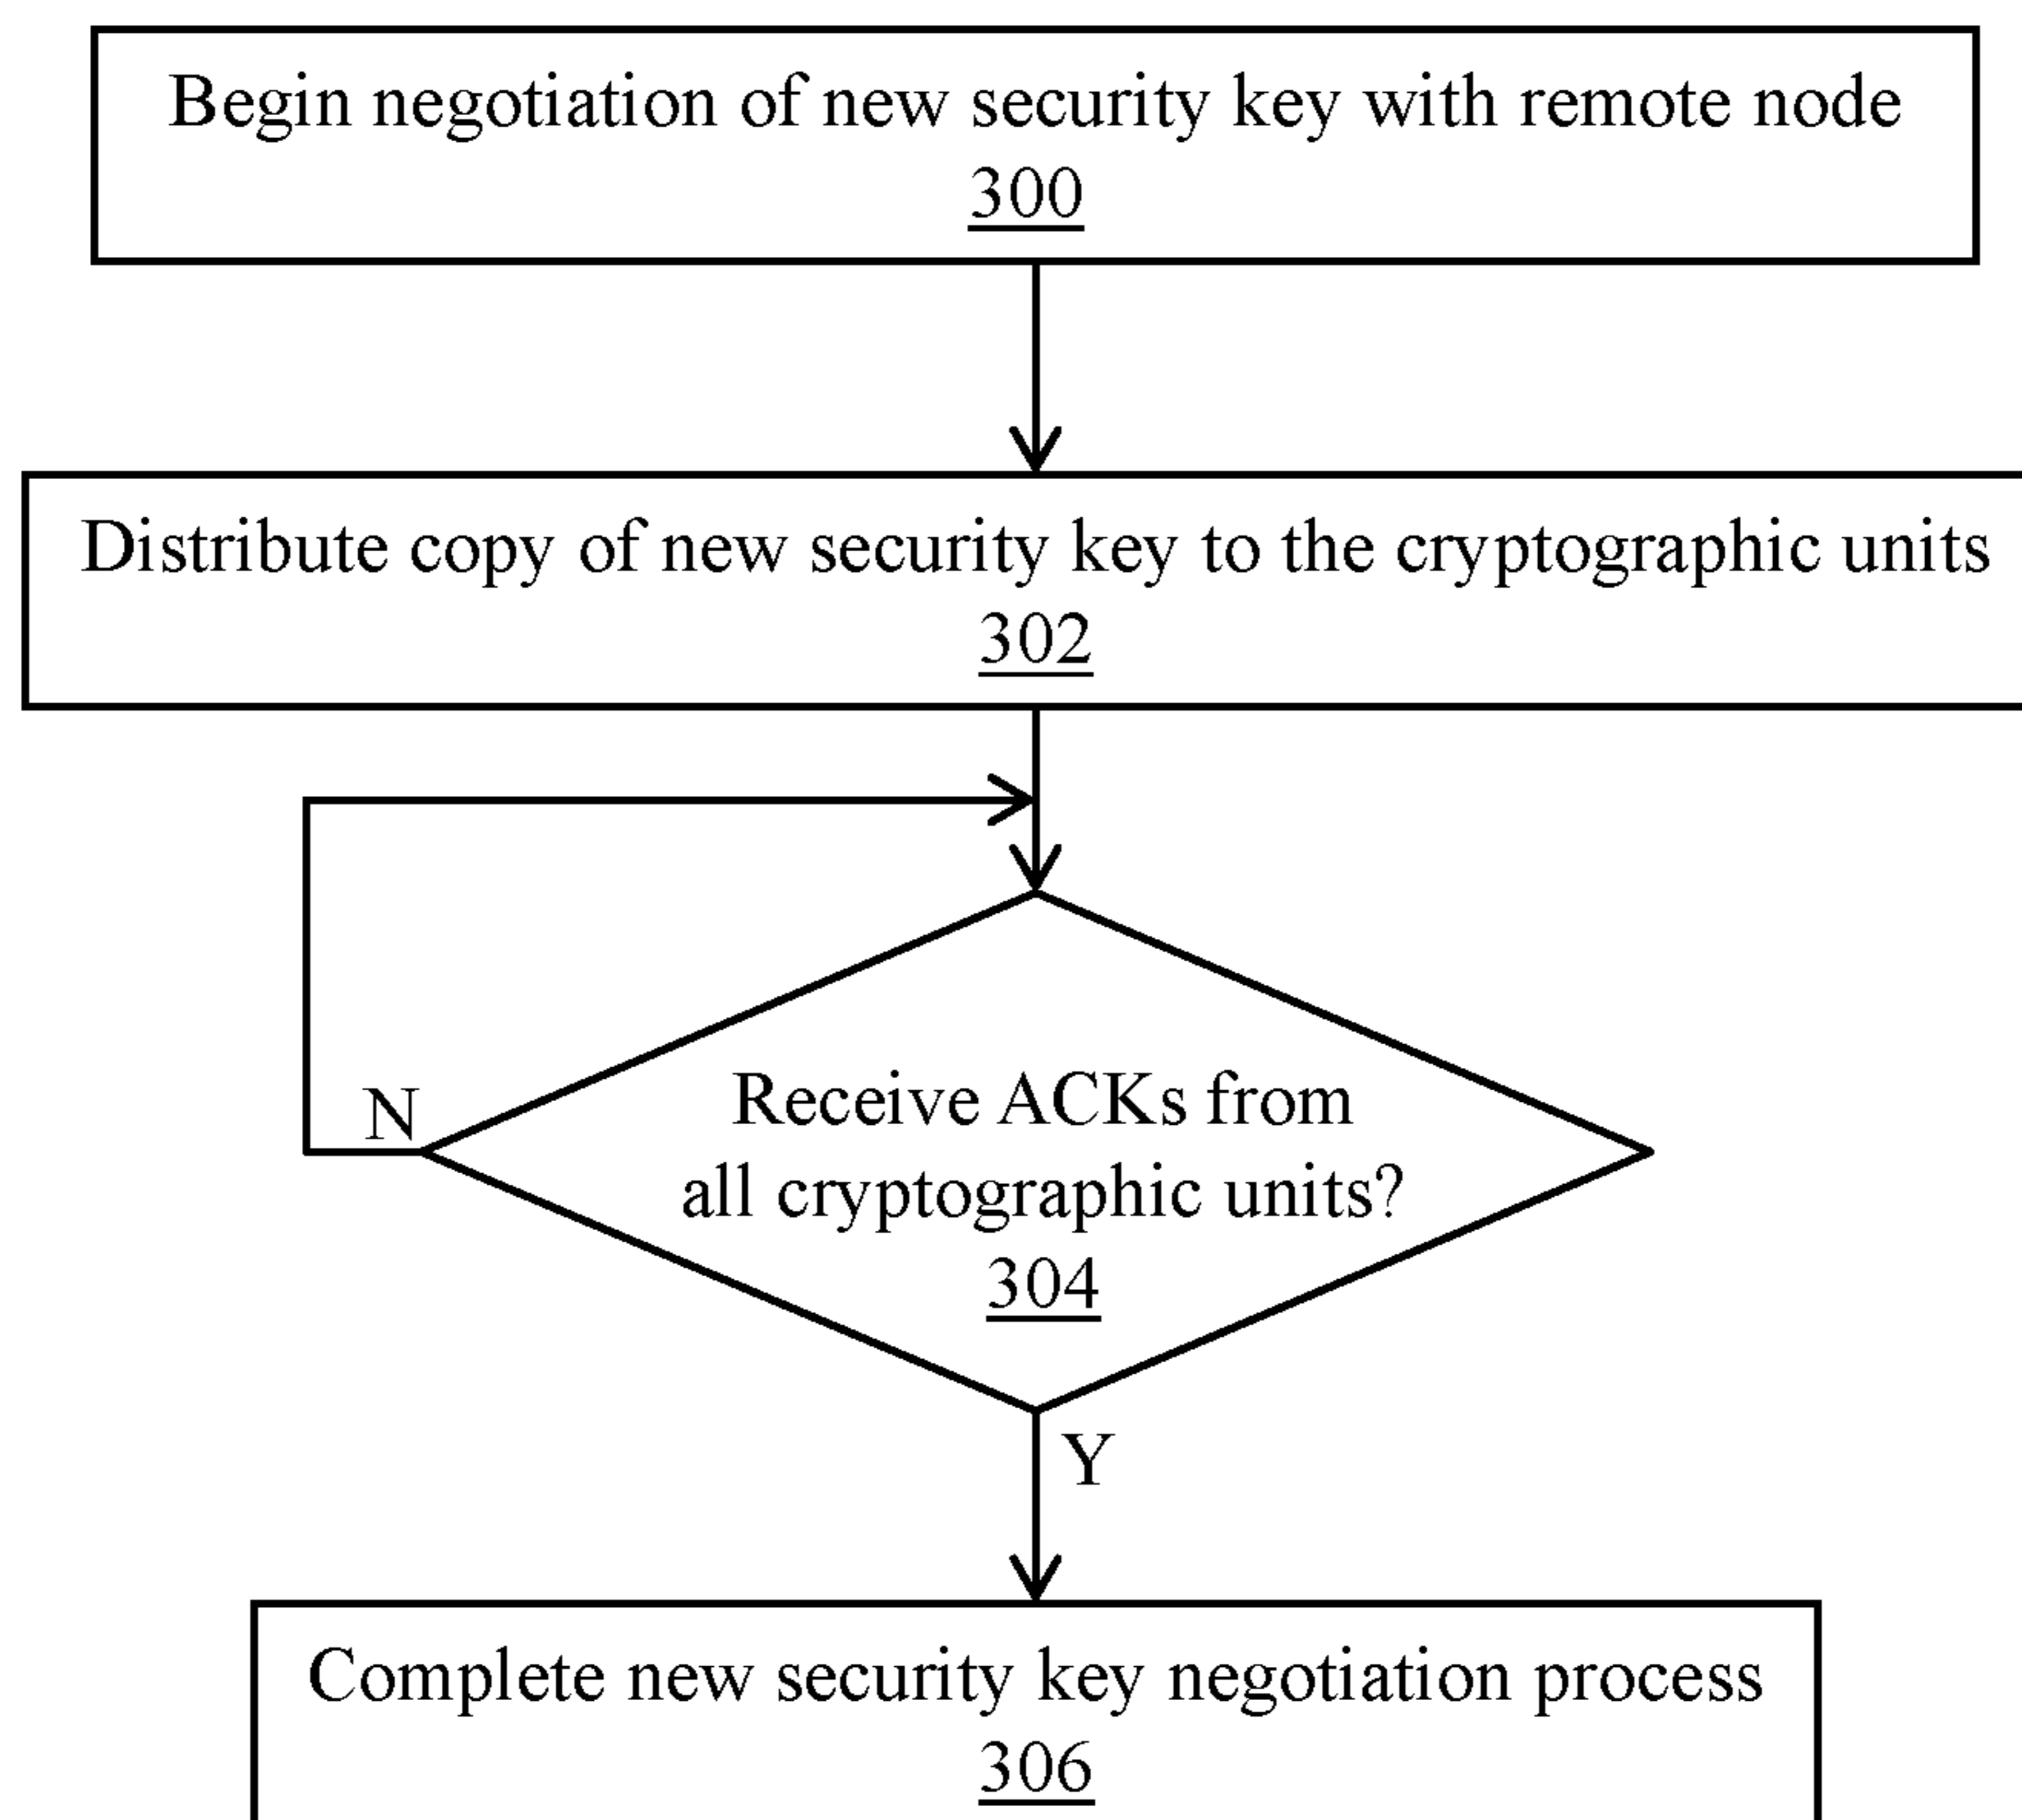 Begin negotiation of new security key with remote node
300
Distribute copy of new security key to the cryptographic units
302
N
Receive ACKs from
all cryptographic units?
304
Y
Complete new security key negotiation process
306